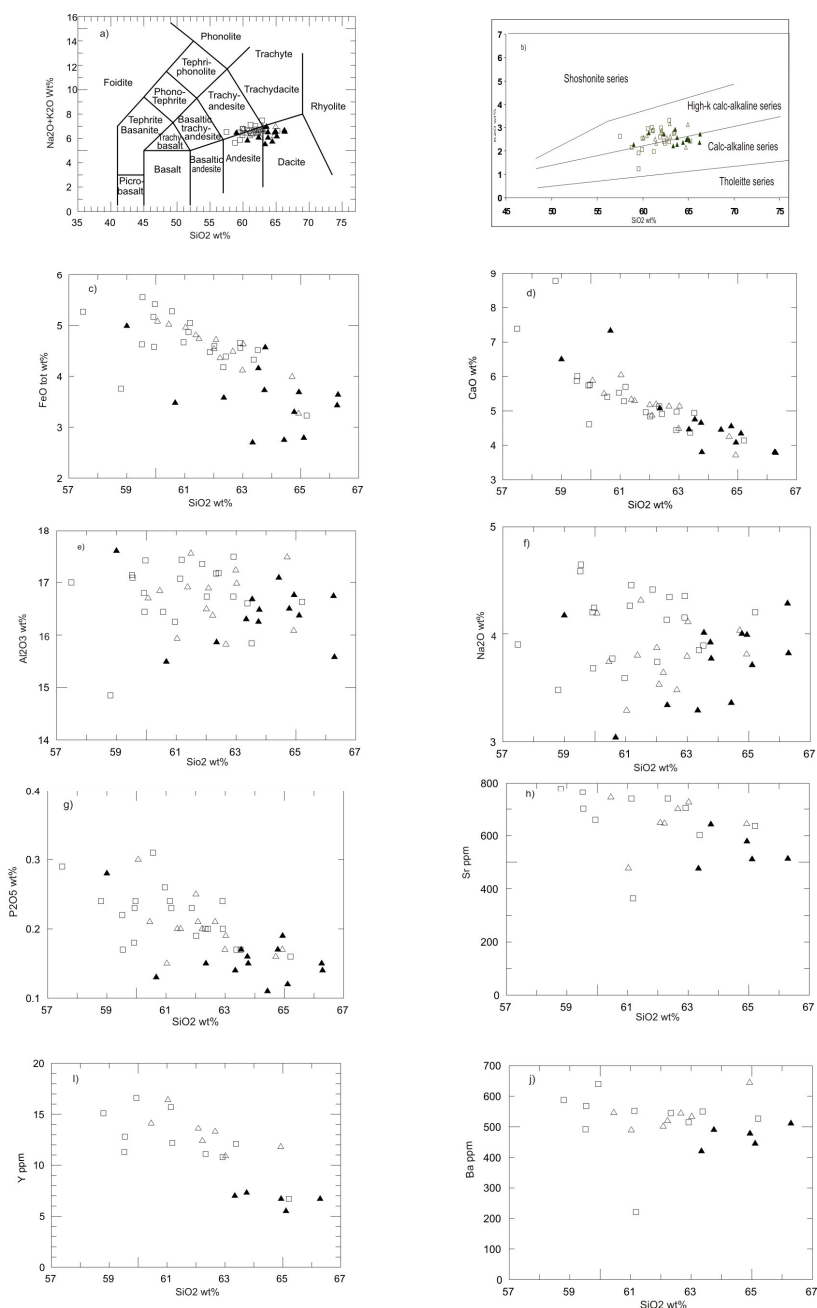 a)
Na2O+K2O Wt%
16
14
12
10
8
6
4
2
0
Phonolite
Tephri-
phonolite
Trachyte
Foidite
Phono-
Tephrite
Trachy-
andesite
Trachydacite
Rhyolite
Tephrite
Basanite
Basaltic
trachy-
andesite
Trachy-
basalt
Basalt
Basaltic
andesite
Andesite
Dacite
Picro-
basalt
35 40 45 50 55 60 65 70 75
SiO2 wt%
b)
7
6
5
4
3
2
1
0
Shoshonite series
High-k calc-alkaline series
Calc-alkaline series
Tholeitte series
45 50 55 60 65 70 75
SiO2 wt%
c)
FeO tot wt%
6
5
4
3
2
57 59 61 63 65 67
SiO2 wt%
d)
CaO wt%
9
8
7
6
5
4
3
57 59 61 63 65 67
SiO2 wt%
e)
Al2O3 wt%
18
17
16
15
14
57 59 61 63 65 67
Sio2 wt%
f)
Na2O wt%
5
4
3
57 59 61 63 65 67
SiO2 wt%
g)
P2O5 wt%
0.4
0.3
0.2
0.1
57 59 61 63 65 67
SiO2 wt%
h)
Sr ppm
800
600
400
200
0
57 59 61 63 65 67
SiO2 wt%
I)
Y ppm
20
15
10
5
0
57 59 61 63 65 67
SiO2 wt%
j)
Ba ppm
700
600
500
400
300
200
100
0
57 59 61 63 65 67
SiO2 wt%